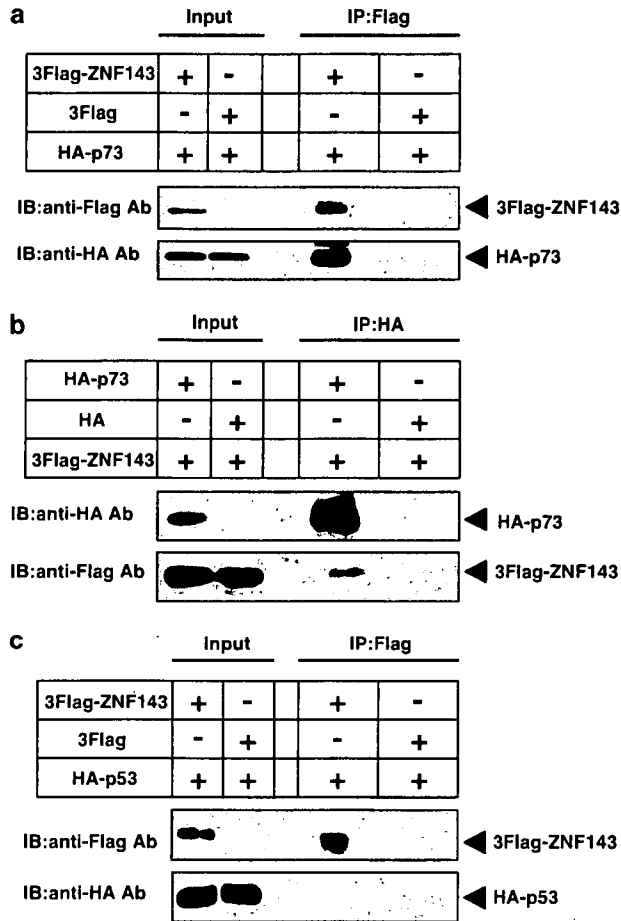 a
Input IP:Flag
3Flag-ZNF143 + - + -
3Flag - + - +
HA-p73 + + + +
IB:anti-Flag Ab 3Flag-ZNF143
IB:anti-HA Ab HA-p73
b
Input IP:HA
HA-p73 + - + -
HA - + - +
3Flag-ZNF143 + + + +
IB:anti-HA Ab HA-p73
IB:anti-Flag Ab 3Flag-ZNF143
c
Input IP:Flag
3Flag-ZNF143 + - + -
3Flag - + - +
HA-p53 + + + +
IB:anti-Flag Ab 3Flag-ZNF143
IB:anti-HA Ab HA-p53